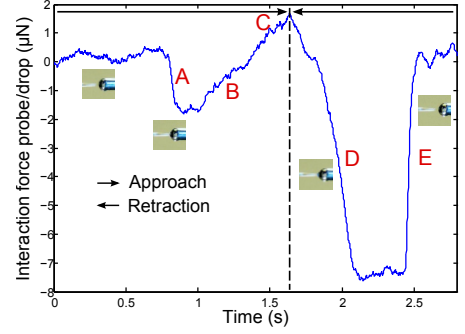 Interaction force probe/drop (µN)
2
1
0
−1
−2
−3
−4
−5
−6
−7
−8
A
B
C
D
E
Approach
Retraction
0 0.5 1 1.5 2 2.5
Time (s)